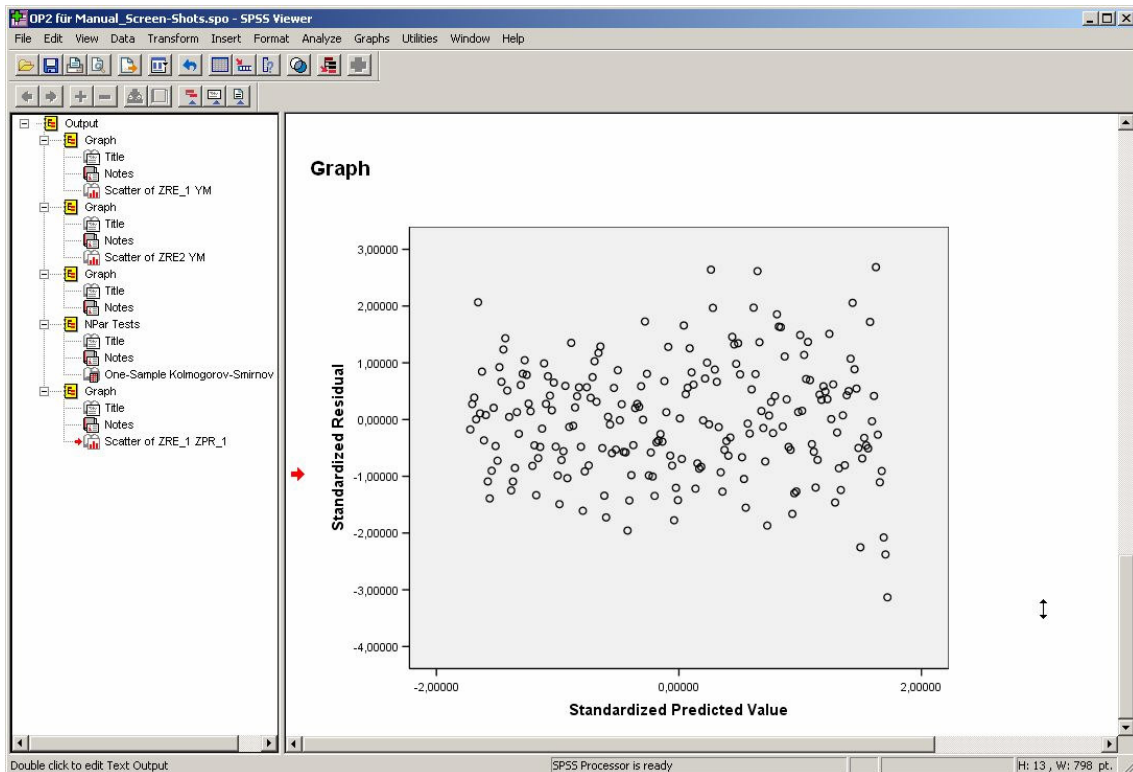 OP2 für Manual_Screen-Shots.spo - SPSS Viewer
File Edit View Data Transform Insert Format Analyze Graphs Utilities Window Help
Output
Graph
Title
Notes
Scatter of ZRE_1 YM
Graph
Title
Notes
Scatter of ZRE2 YM
Graph
Title
Notes
NPar Tests
Title
Notes
One-Sample Kolmogorov-Smirnov
Graph
Title
Notes
Scatter of ZRE_1 ZPR_1
Graph
3,00000
2,00000
1,00000
0,00000
-1,00000
-2,00000
-3,00000
-4,00000
Standardized Residual
-2,00000 0,00000 2,00000
Standardized Predicted Value
Double click to edit Text Output SPSS Processor is ready H: 13 , W: 798 pt.